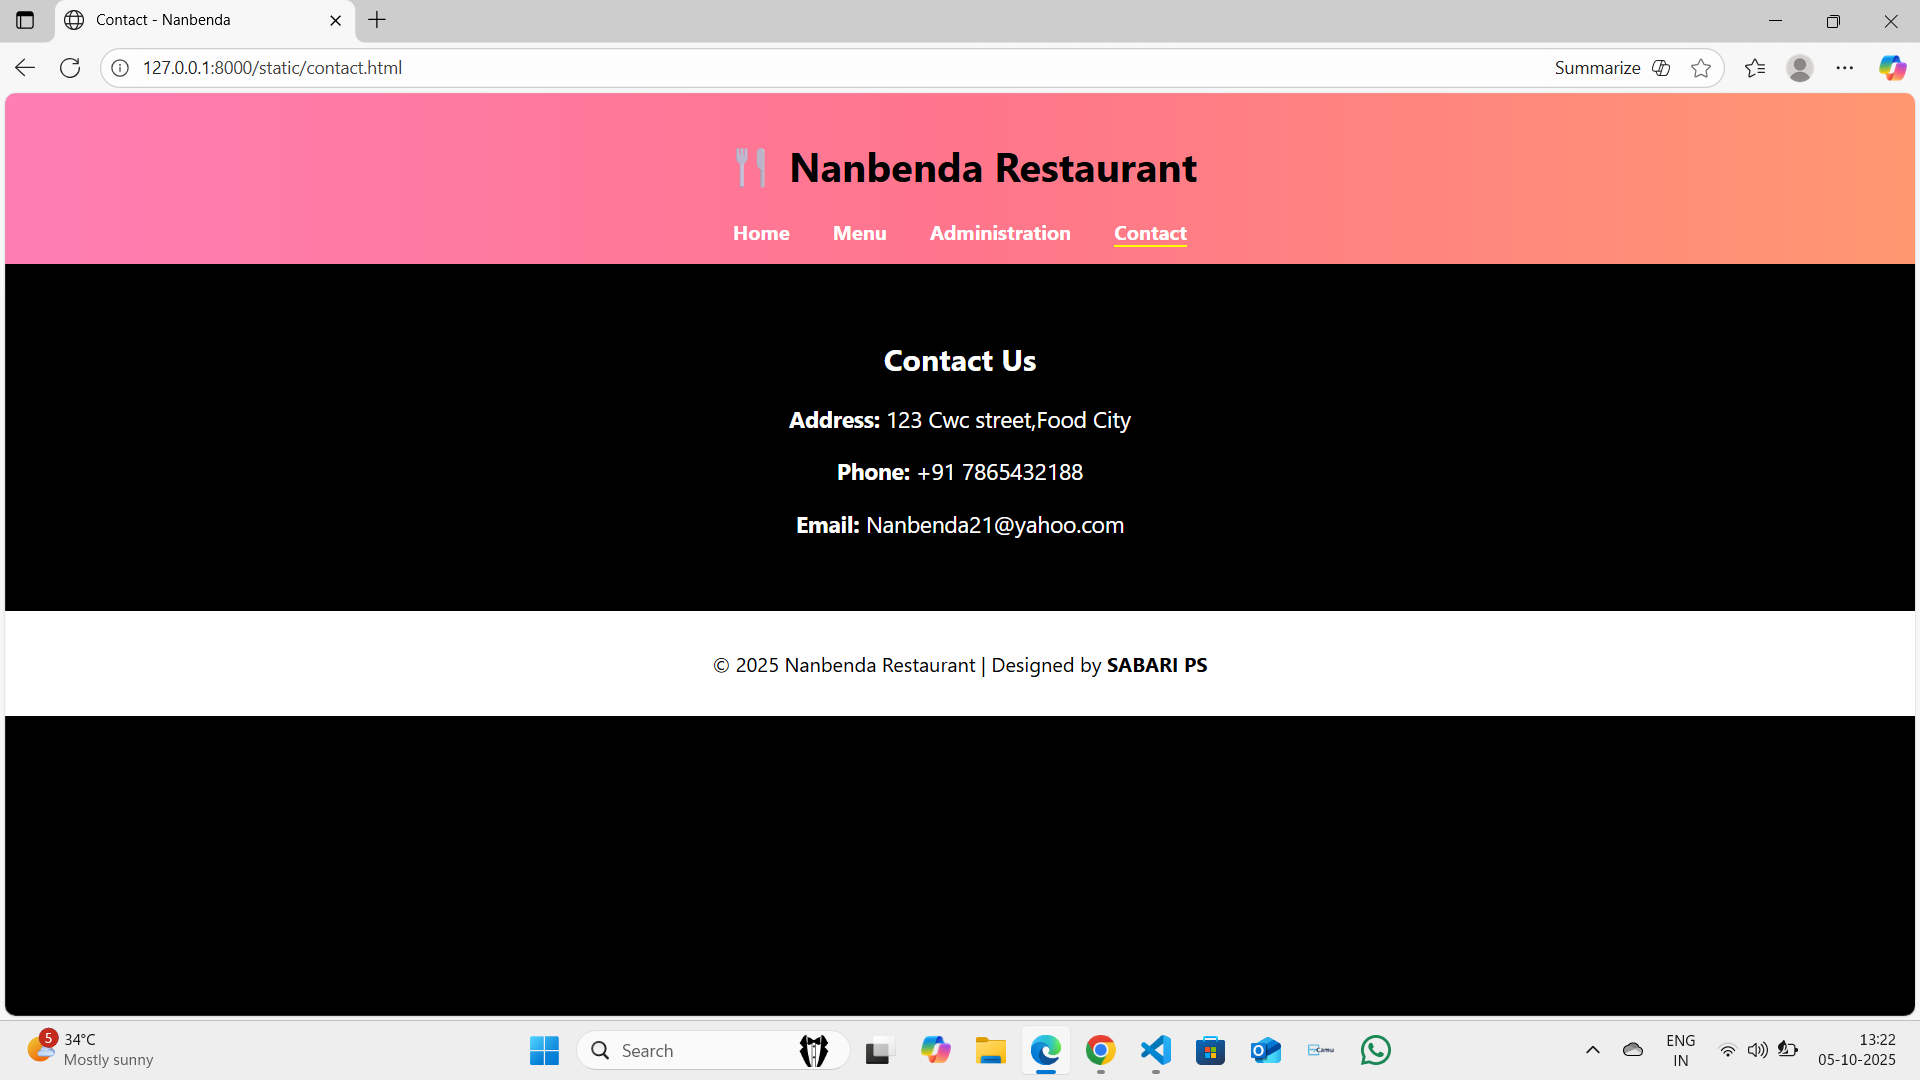 Contact - Nanbenda
127.0.0.1:8000/static/contact.html
Summarize
Nanbenda Restaurant
Home Menu Administration Contact
Contact Us
Address: 123 Cwc street,Food City
Phone: +91 7865432188
Email: Nanbenda21@yahoo.com
© 2025 Nanbenda Restaurant | Designed by SABARI PS
5
34°C
Mostly sunny
Search
Camu
ENG
IN
13:22
05-10-2025